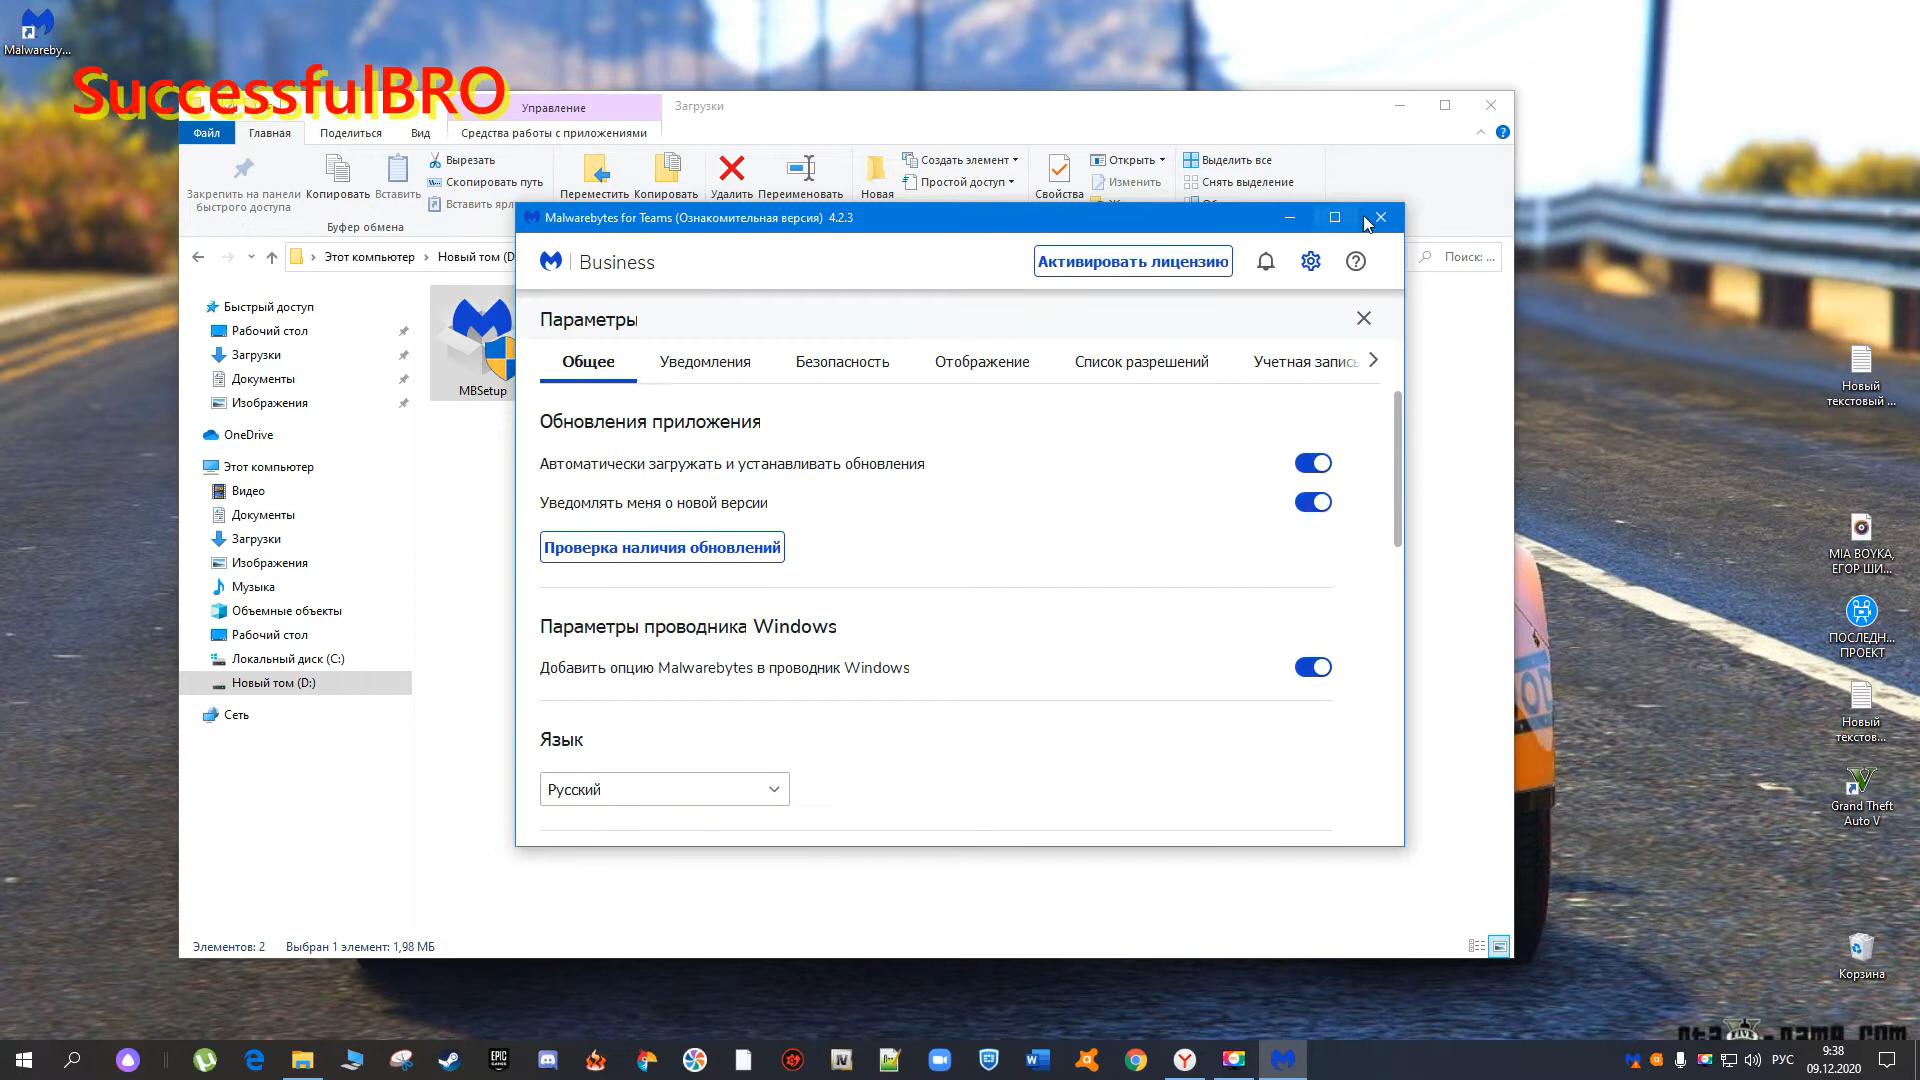 Malwareby...
SuccessfulBRO
Управление
Загрузки
Файл
Главная
Поделиться
Вид
Средства работы с приложениями
Закрепить на панели
быстрого доступа
Копировать
Вставить
Вырезать
Скопировать путь
Вставить ярл
Буфер обмена
Переместить
Копировать
Удалить
Переименовать
Новая
Создать элемент
Простой доступ
Свойства
Открыть
Изменить
Выделить все
Снять выделение
Malwarebytes for Teams (Ознакомительная версия) 4.2.3
Этот компьютер
Новый том (D
Поиск: ...
Business
Активировать лицензию
Быстрый доступ
Рабочий стол
Загрузки
Документы
Изображения
OneDrive
Этот компьютер
Видео
Документы
Загрузки
Изображения
Музыка
Объемные объекты
Рабочий стол
Локальный диск (C:)
Новый том (D:)
Сеть
MBSetup
Параметры
Общее
Уведомления
Безопасность
Отображение
Список разрешений
Учетная запись
Обновления приложения
Автоматически загружать и устанавливать обновления
Уведомлять меня о новой версии
Проверка наличия обновлений
Параметры проводника Windows
Добавить опцию Malwarebytes в проводник Windows
Язык
Русский
Элементов: 2
Выбран 1 элемент: 1,98 МБ
Новый
текстовый ...
MIA BOYKA,
ЕГОР ШИ...
ПОСЛЕДН...
ПРОЕКТ
Новый
текстов...
Grand Theft
Auto V
Корзина
EPIC
GAMES
IV
РУС
9:38
09.12.2020